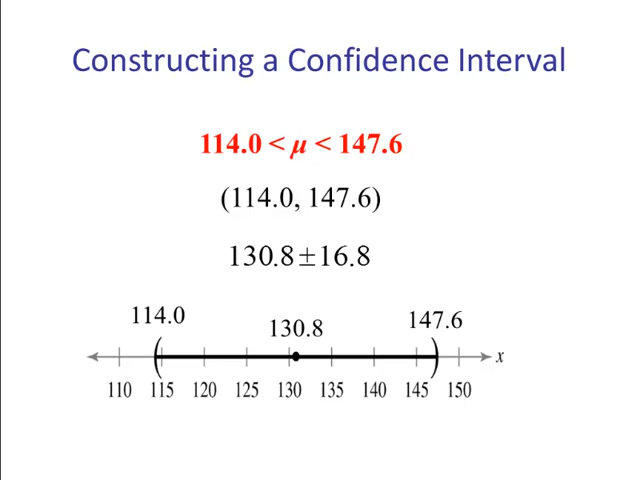 Constructing a Confidence Interval
114.0 < μ < 147.6
(114.0, 147.6)
130.8±16.8
114.0 130.8 147.6
x
110 115 120 125 130 135 140 145 150